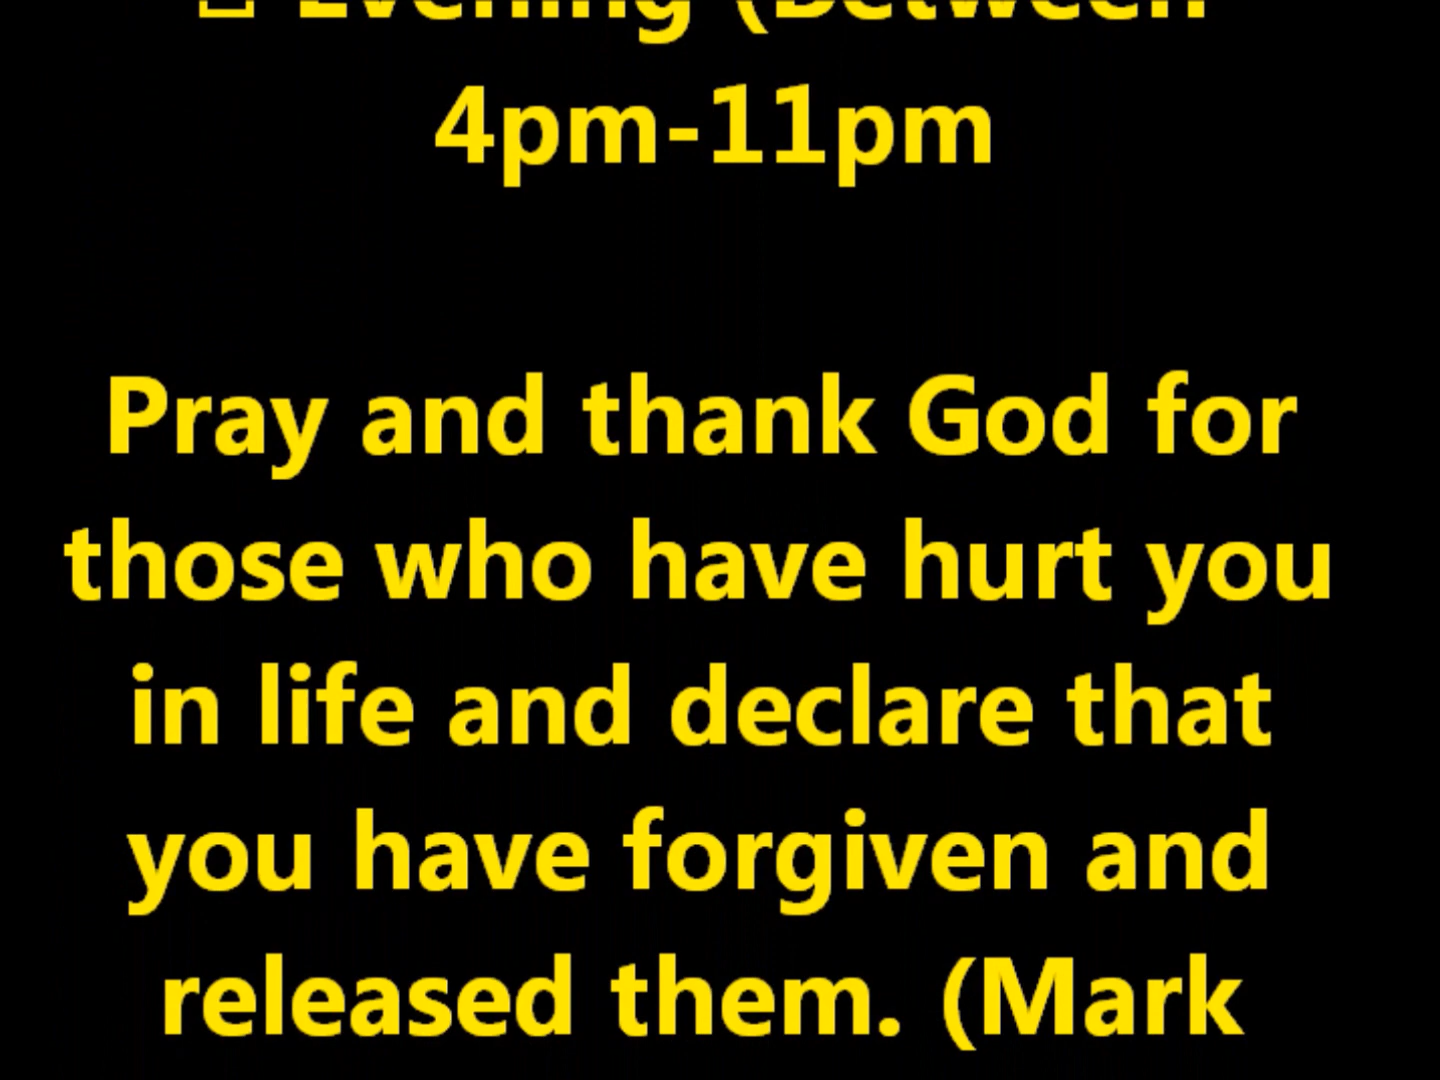 Evening (Between
4pm-11pm
Pray and thank God for
those who have hurt you
in life and declare that
you have forgiven and
released them. (Mark